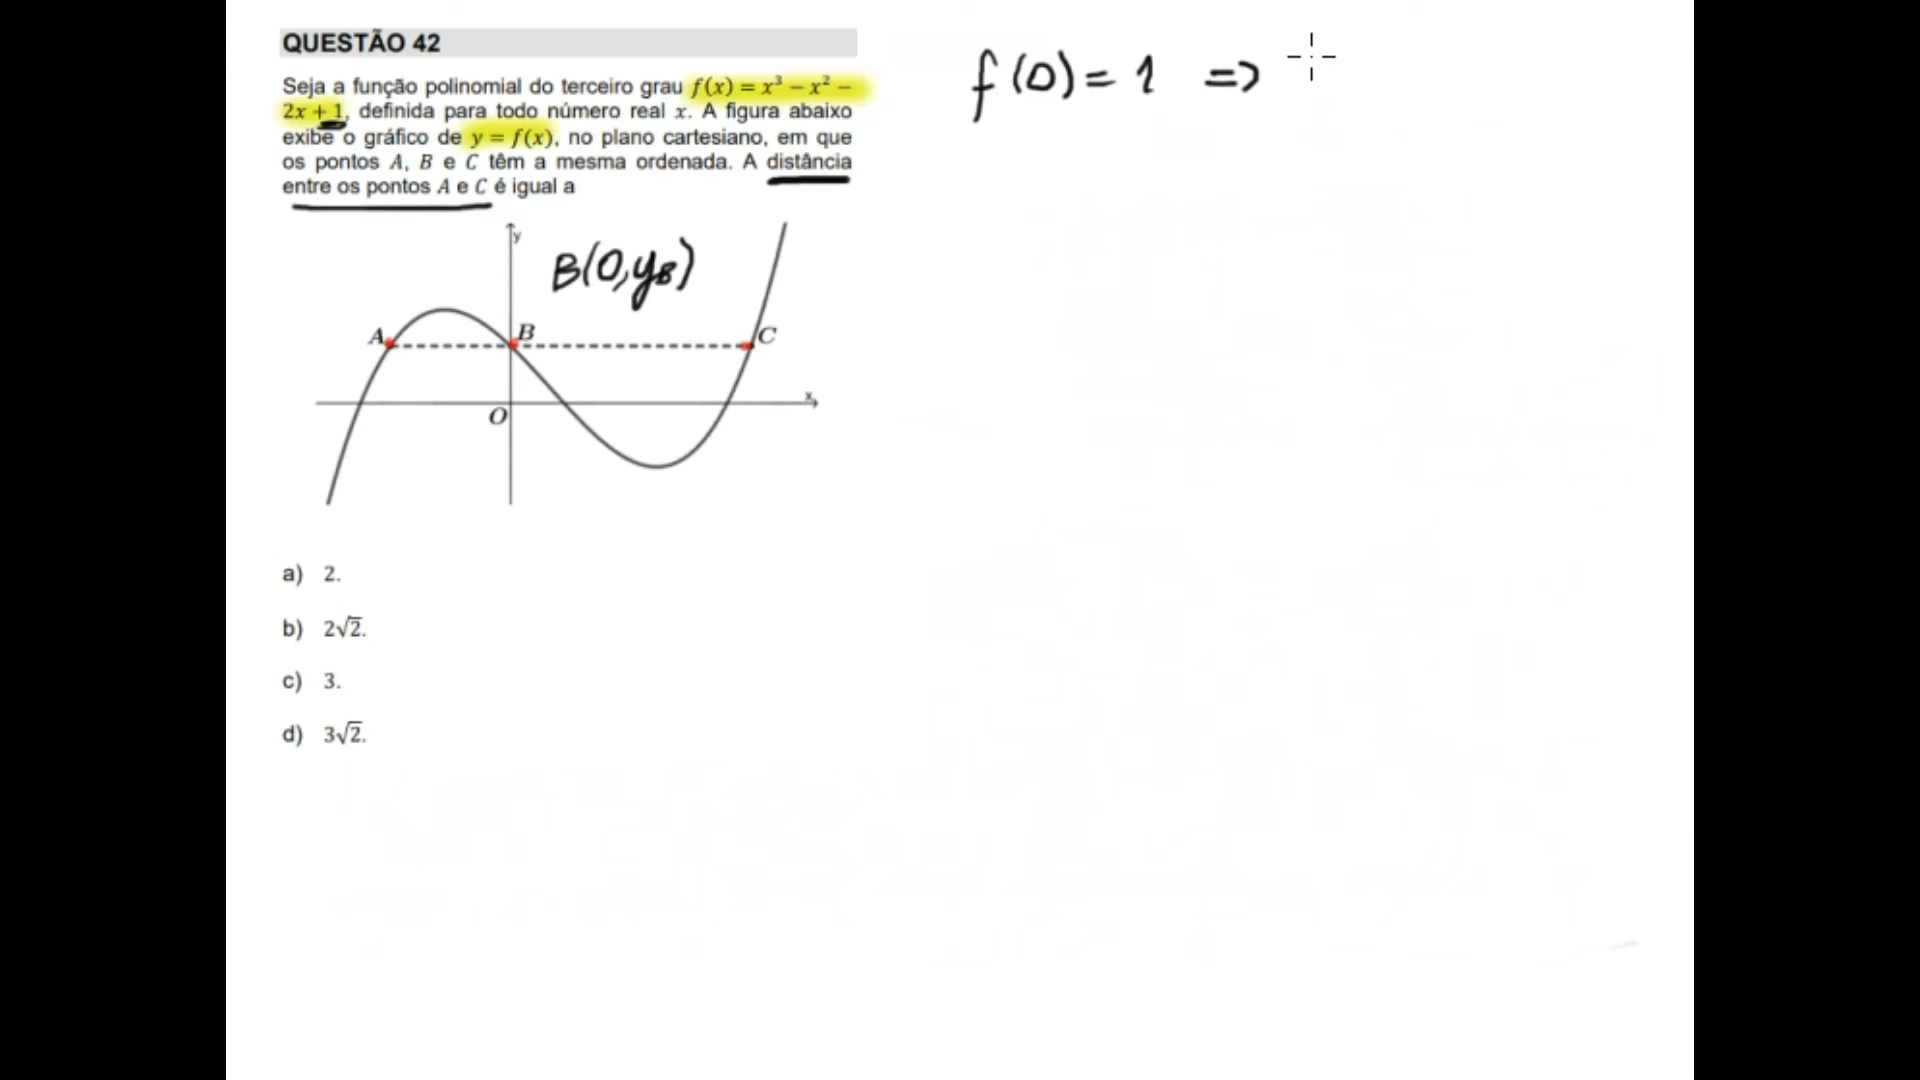 QUESTÃO 42
Seja a função polinomial do terceiro grau f(x) = x³ − x² −
2x + 1, definida para todo número real x. A figura abaixo
exibe o gráfico de y = f(x), no plano cartesiano, em que
os pontos A, B e C têm a mesma ordenada. A distância
entre os pontos A e C é igual a
f(0) = 1 =>
y
B(0,yB)
A
B
C
x
O
a) 2.
b) 2√2.
c) 3.
d) 3√2.